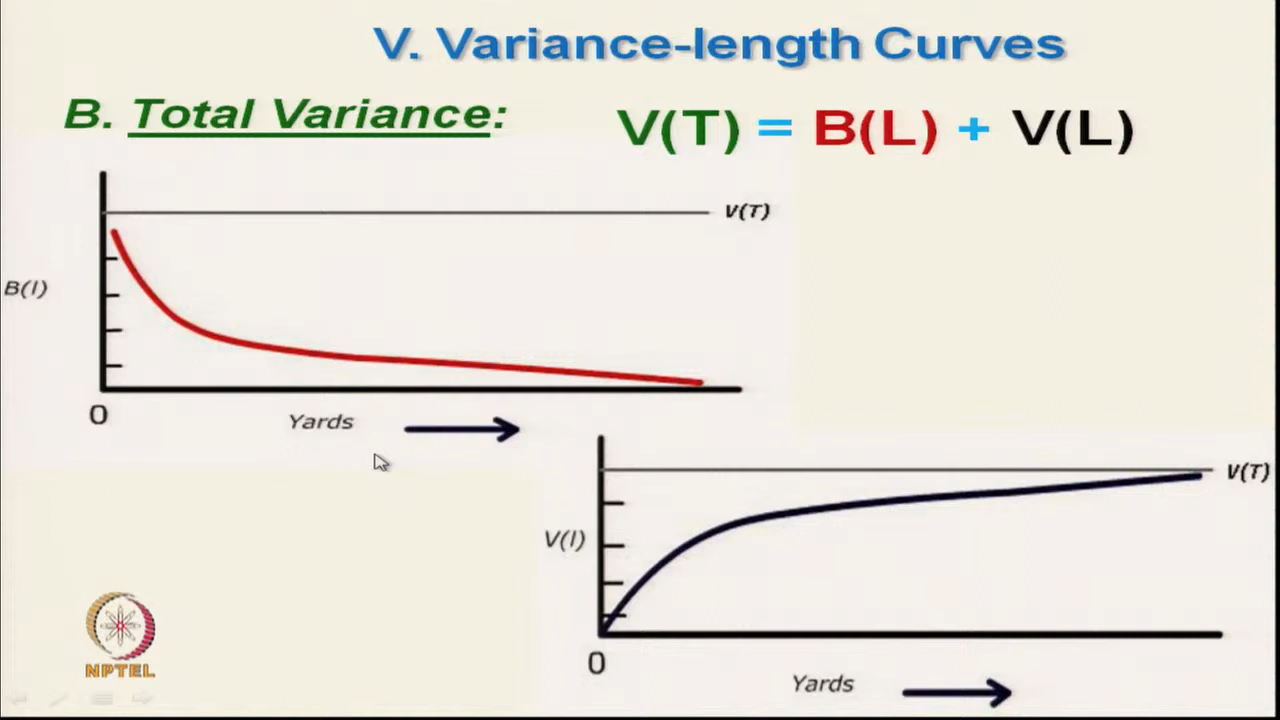 V. Variance-length Curves
B. Total Variance:
V(T) = B(L) + V(L)
V(T)
B(l)
0
Yards
V(T)
V(l)
0
Yards
NPTEL